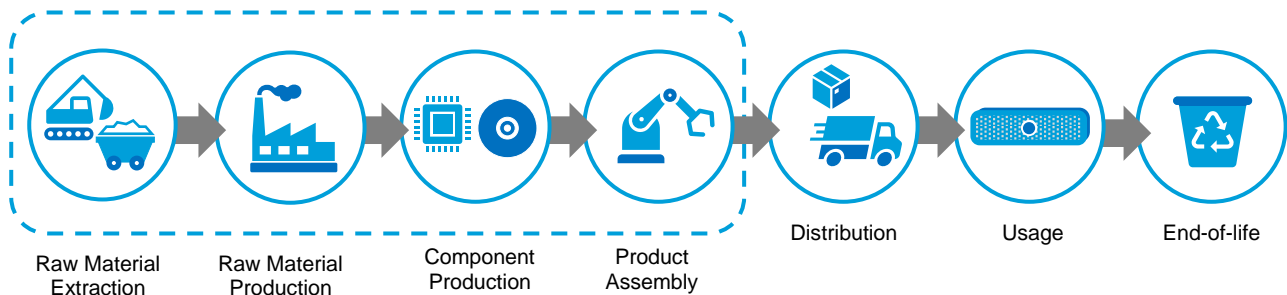 Raw Material
Extraction
Raw Material
Production
Component
Production
Product
Assembly
Distribution
Usage
End-of-life